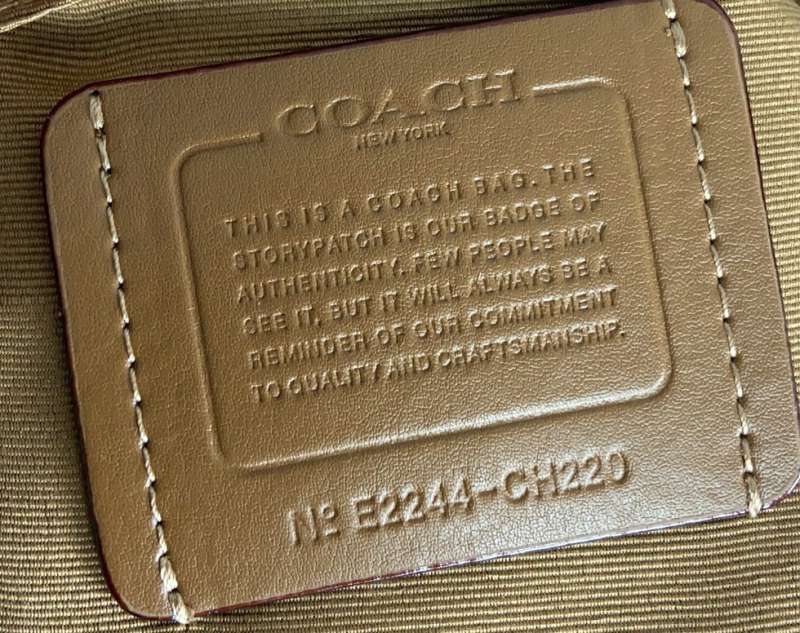 COACH
NEW YORK
THIS IS A COACH BAG. THE
STORYPATCH IS OUR BADGE OF
AUTHENTICITY. FEW PEOPLE MAY
SEE IT, BUT IT WILL ALWAYS BE A
REMINDER OF OUR COMMITMENT
TO QUALITY AND CRAFTSMANSHIP.
Nº E2244-CH220